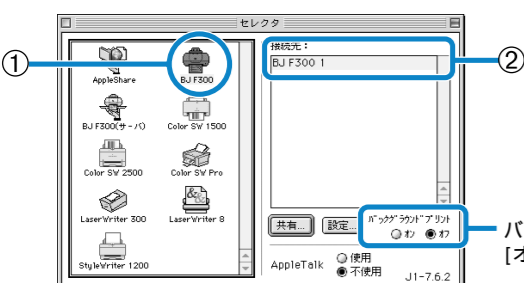 セレクタ
①
②
接続先：
BJ F300 1
AppleShare
BJ F300
BJ F300(サーバ)
Color SW 1500
Color SW 2500
Color SW Pro
LaserWriter 300
LaserWriter 8
StyleWriter 1200
共有...
設定...
バックグラウンドプリント
オン
オフ
バ
[オ
AppleTalk
使用
不使用
J1-7.6.2